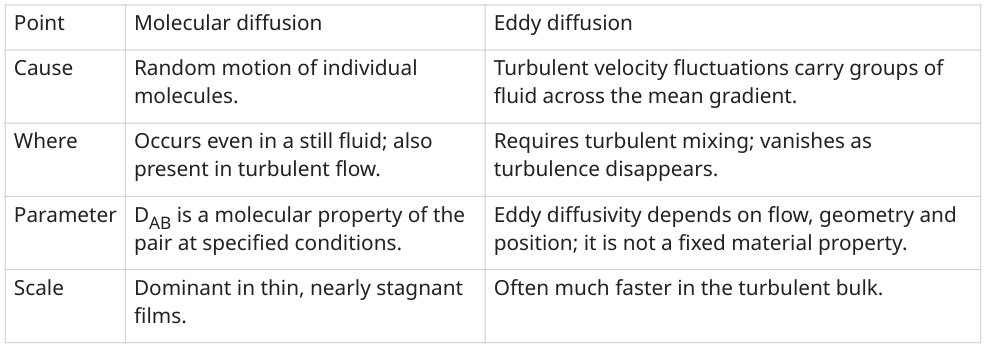 Point Molecular diffusion Eddy diffusion
Cause Random motion of individual molecules. Turbulent velocity fluctuations carry groups of fluid across the mean gradient.
Where Occurs even in a still fluid; also present in turbulent flow. Requires turbulent mixing; vanishes as turbulence disappears.
Parameter D_AB is a molecular property of the pair at specified conditions. Eddy diffusivity depends on flow, geometry and position; it is not a fixed material property.
Scale Dominant in thin, nearly stagnant films. Often much faster in the turbulent bulk.